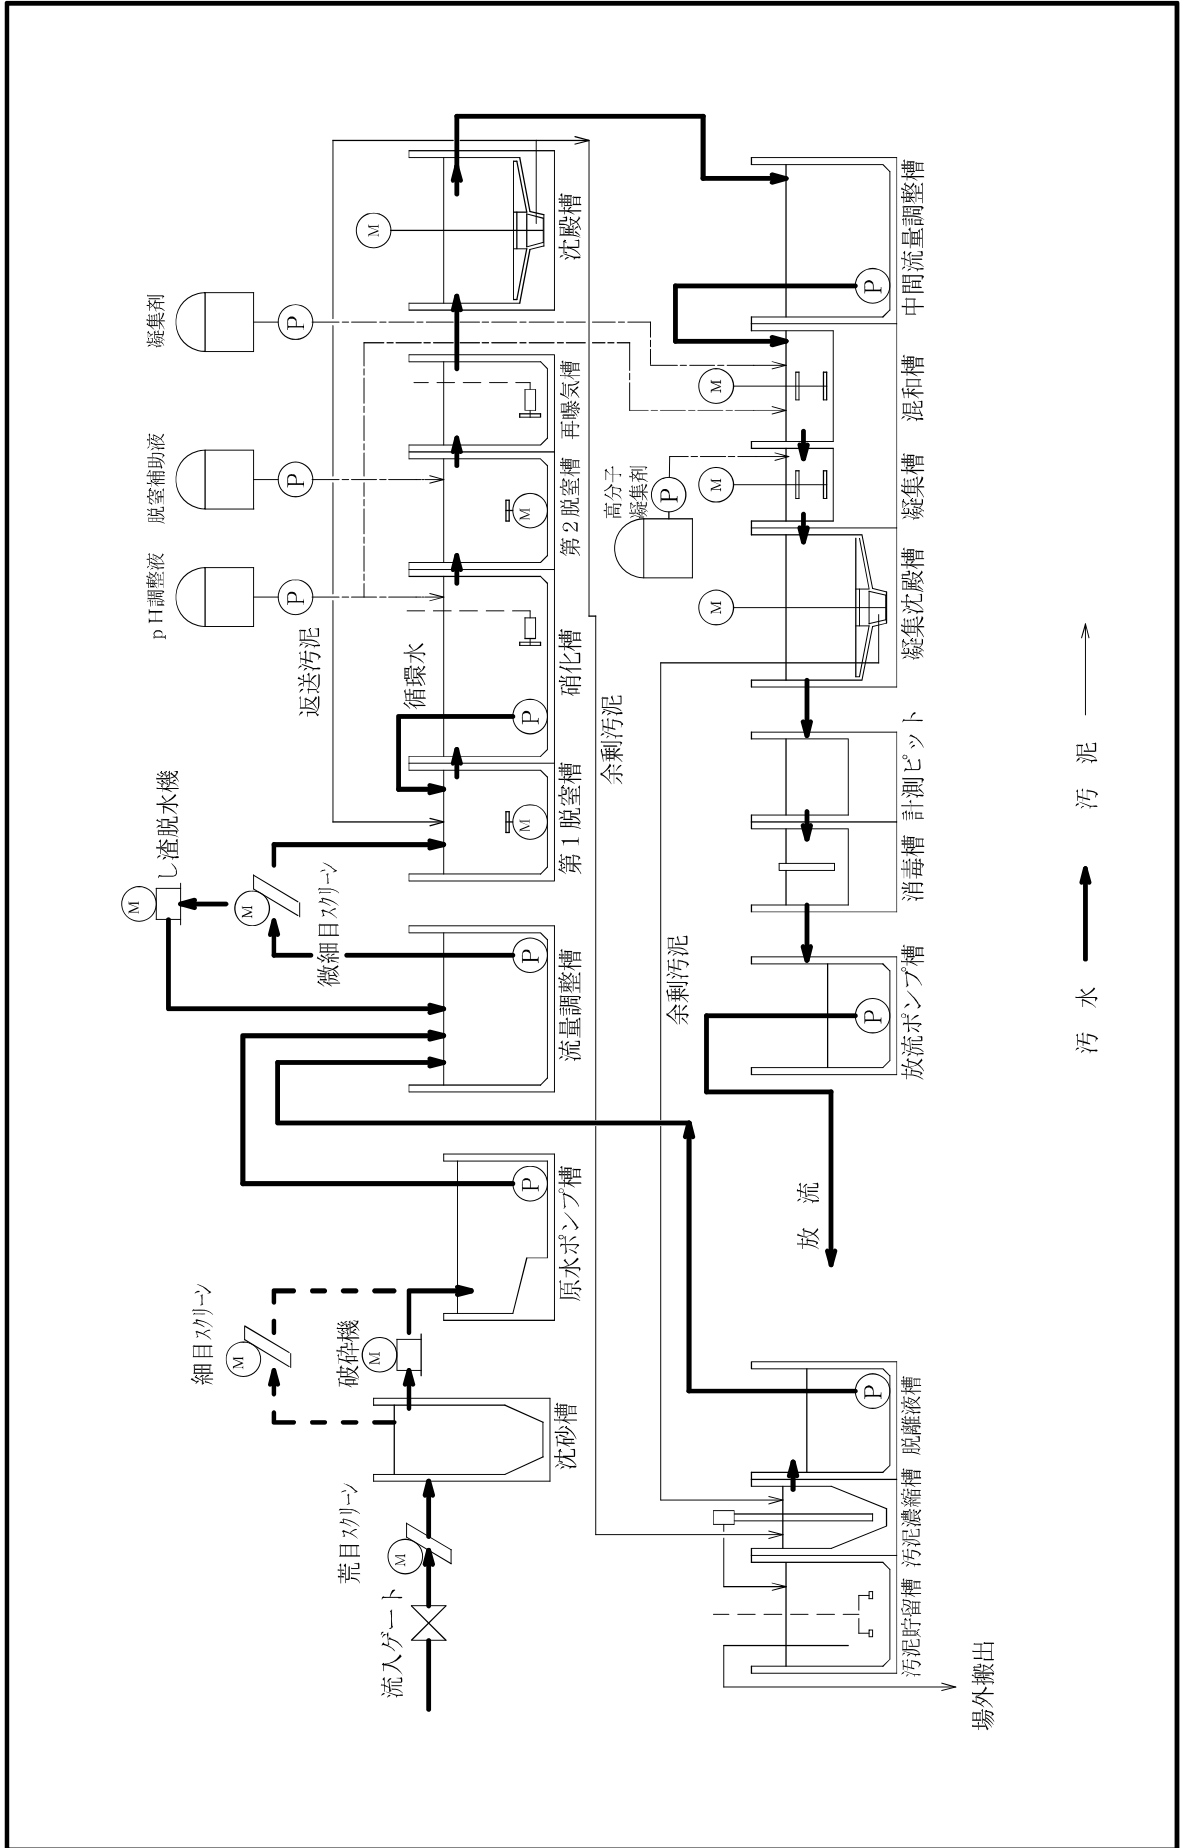 流入ゲート
荒目スクリーン
M
沈砂槽
細目スクリーン
M
破砕機
M
原水ポンプ槽
P
流量調整槽
P
微細目スクリーン
M
し渣脱水機
M
第1脱窒槽
M
循環水
P
硝化槽
返送汚泥
pH調整液
P
脱窒補助液
P
第2脱窒槽
M
再曝気槽
凝集剤
P
M
沈殿槽
余剰汚泥
中間流量調整槽
P
混和槽
M
凝集槽
M
高分子
凝集剤
P
凝集沈殿槽
M
計測ピット
消毒槽
放流ポンプ槽
P
放 流
余剰汚泥
脱離液槽
P
汚泥濃縮槽
汚泥貯留槽
場外搬出
汚 水
汚 泥